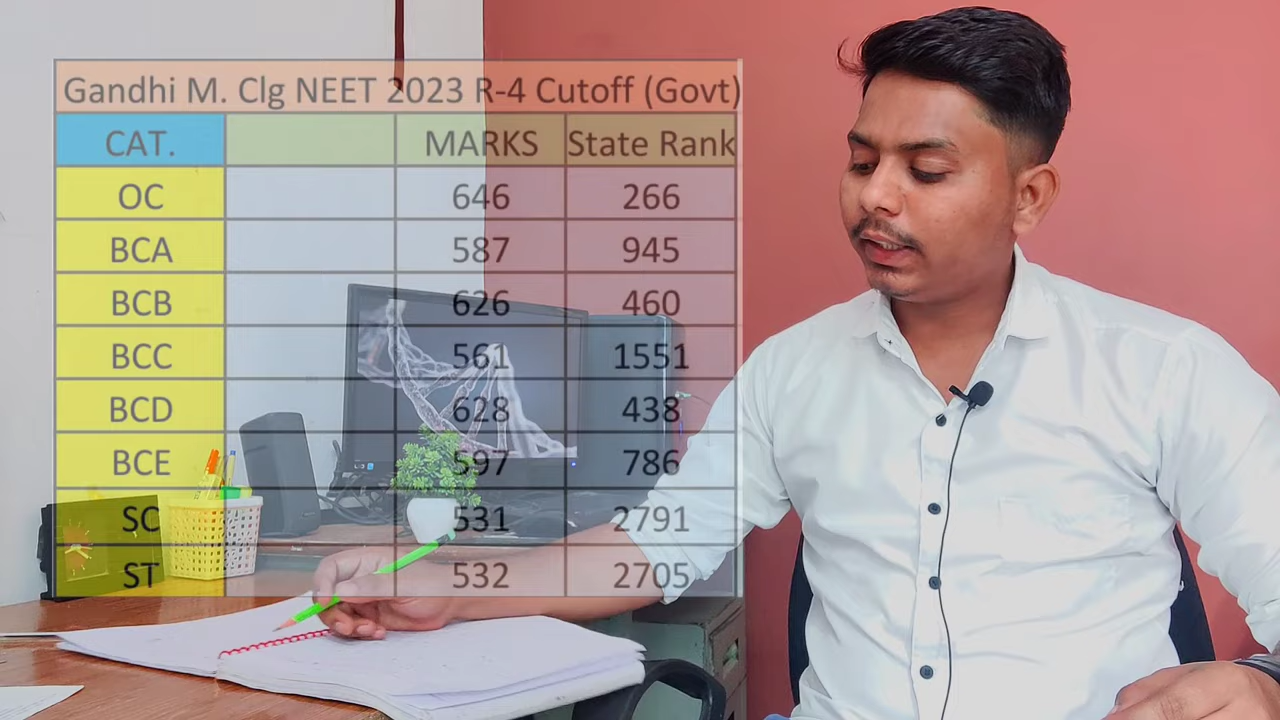 Gandhi M. Clg NEET 2023 R-4 Cutoff (Govt)
CAT. MARKS State Rank
OC 646 266
BCA 587 945
BCB 626 460
BCC 561 1551
BCD 628 438
BCE 597 786
SC 531 2791
ST 532 2705